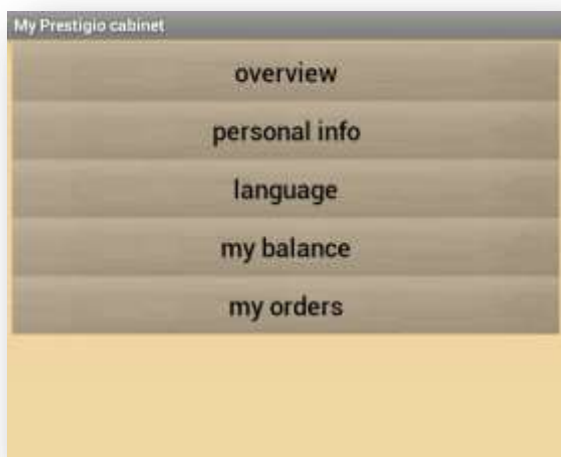 My Prestigio cabinet
overview
personal info
language
my balance
my orders